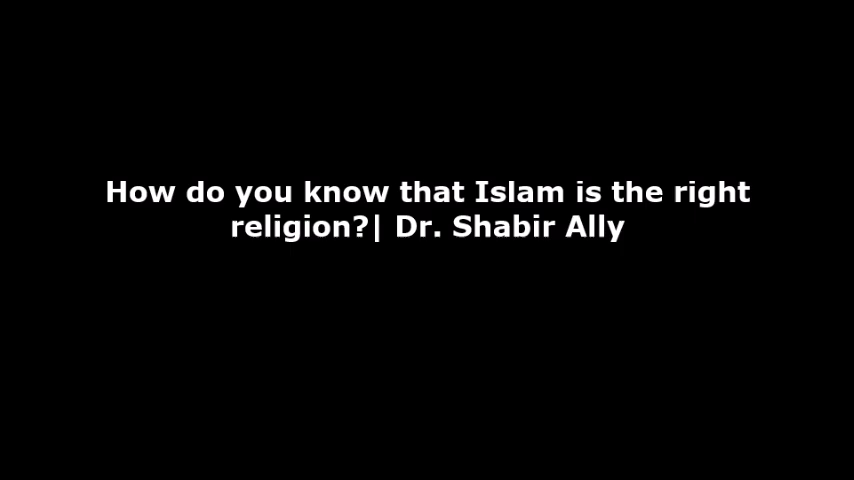 How do you know that Islam is the right
religion?| Dr. Shabir Ally